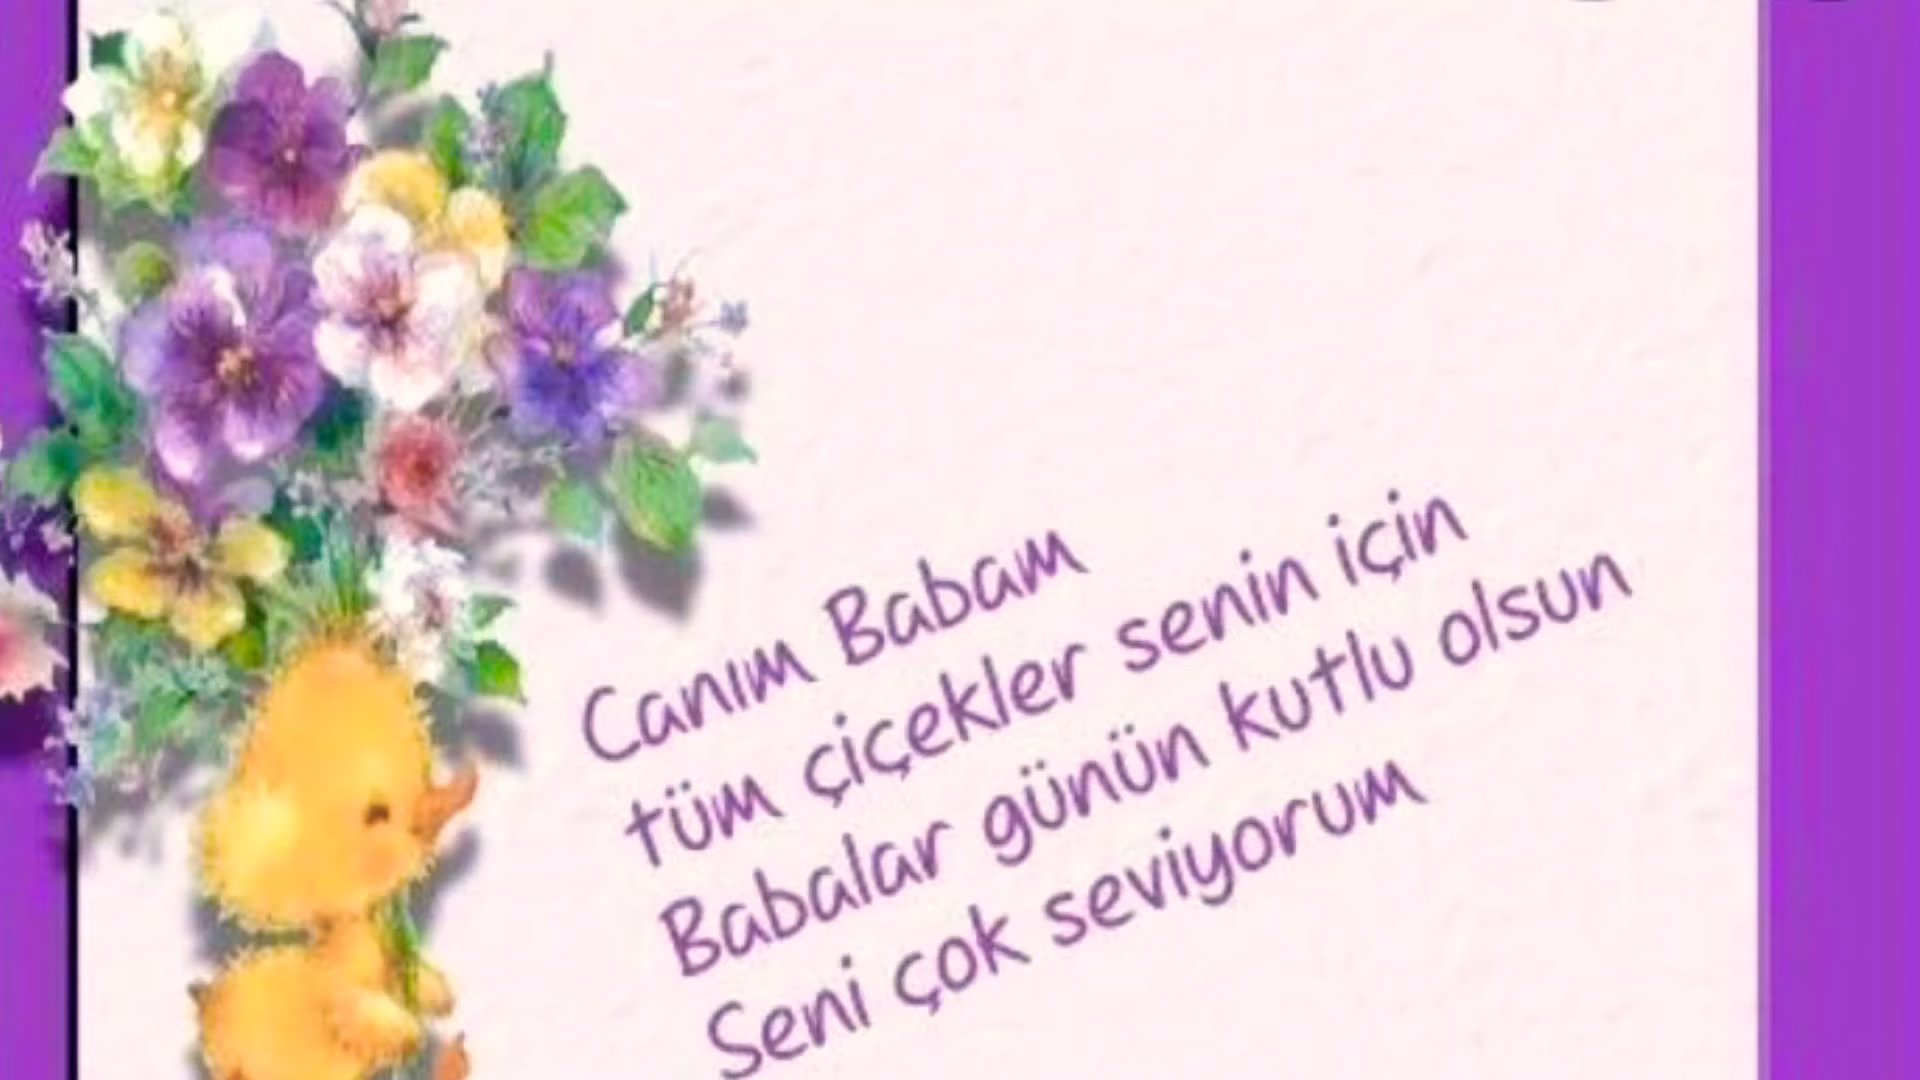 Canım Babam
tüm çiçekler senin için
Babalar günün kutlu olsun
Seni çok seviyorum